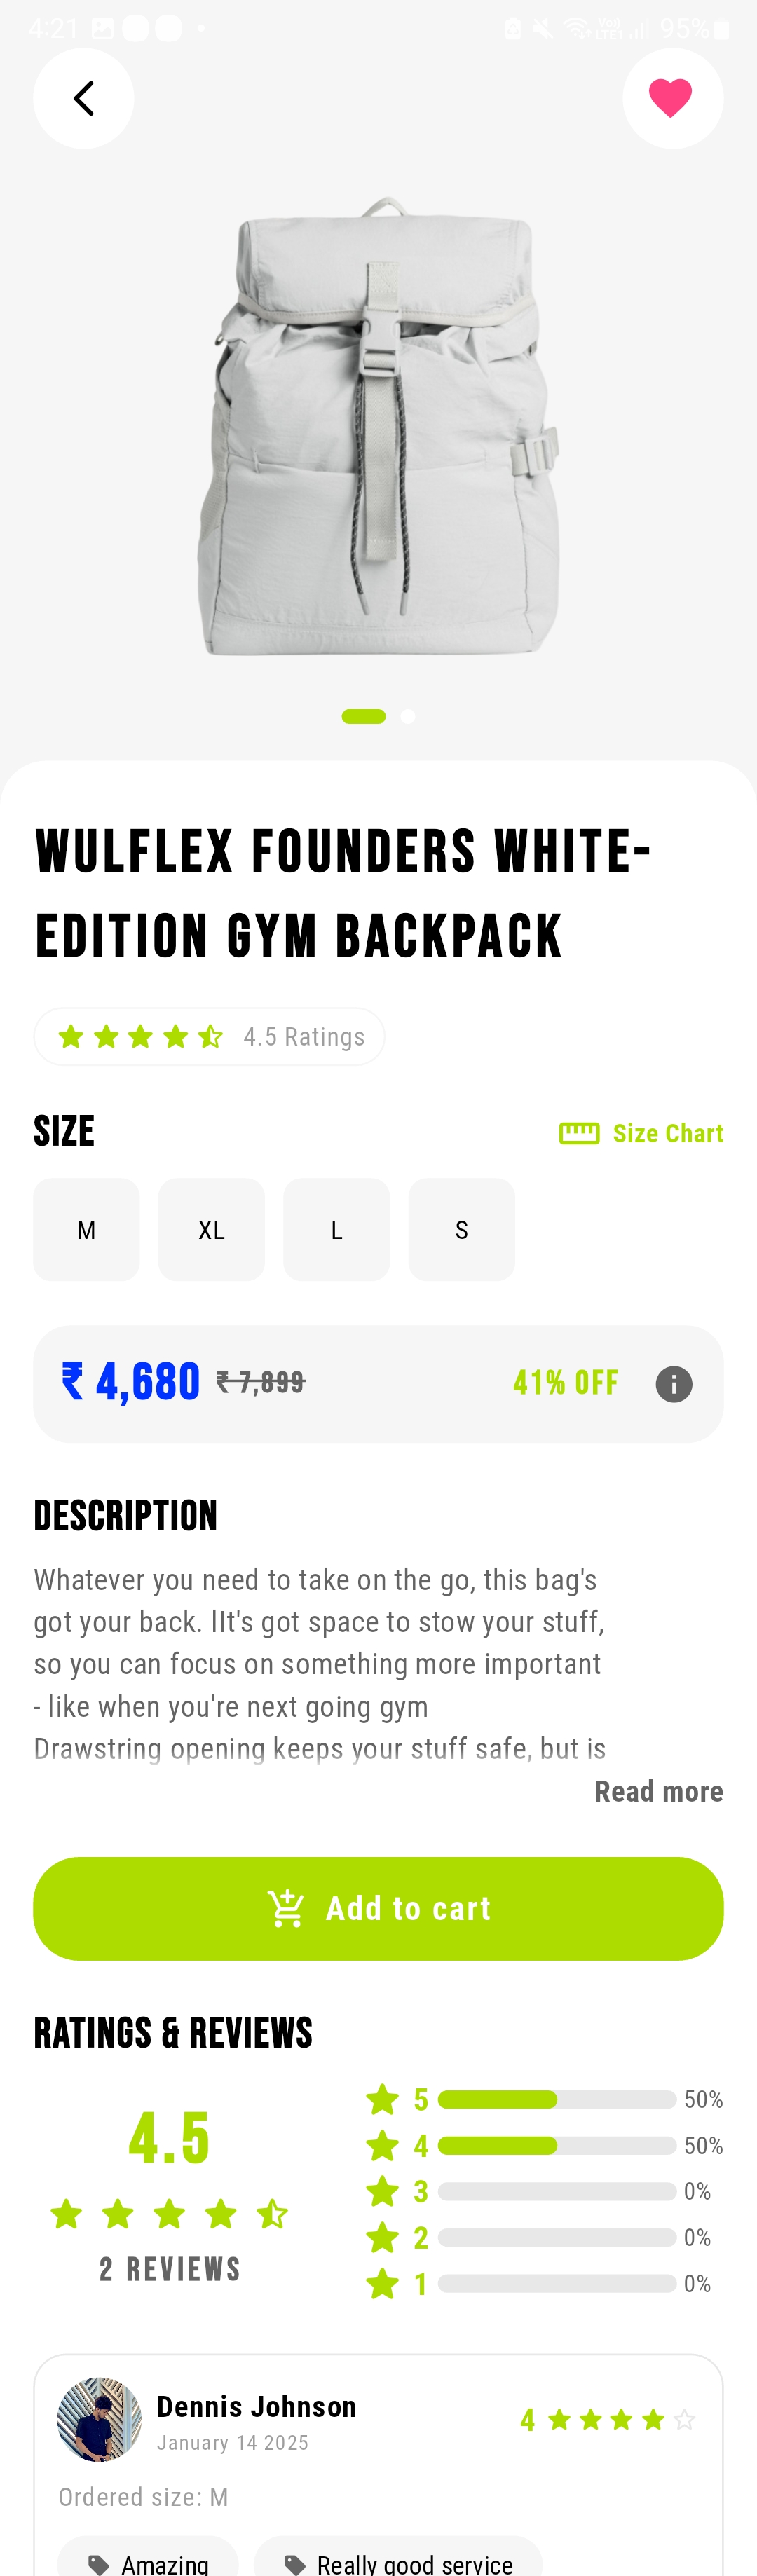 4:21
Vo)) LTE1 95%
WULFLEX FOUNDERS WHITE-
EDITION GYM BACKPACK
4.5 Ratings
SIZE
Size Chart
M XL L S
₹ 4,680 ₹ 7,899 41% OFF
DESCRIPTION
Whatever you need to take on the go, this bag's
got your back. lIt's got space to stow your stuff,
so you can focus on something more important
- like when you're next going gym
Drawstring opening keeps your stuff safe, but is
Read more
Add to cart
RATINGS & REVIEWS
4.5
2 REVIEWS
5 50%
4 50%
3 0%
2 0%
1 0%
Dennis Johnson
January 14 2025
4
Ordered size: M
Amazing
Really good service